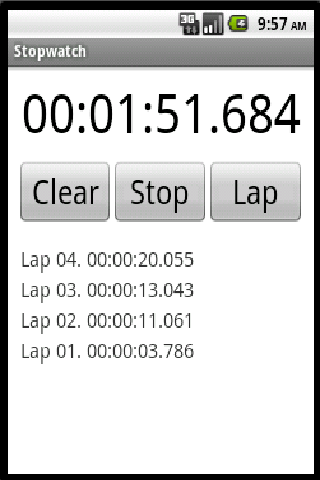 3G 9:57 AM
Stopwatch
00:01:51.684
Clear Stop Lap
Lap 04. 00:00:20.055
Lap 03. 00:00:13.043
Lap 02. 00:00:11.061
Lap 01. 00:00:03.786